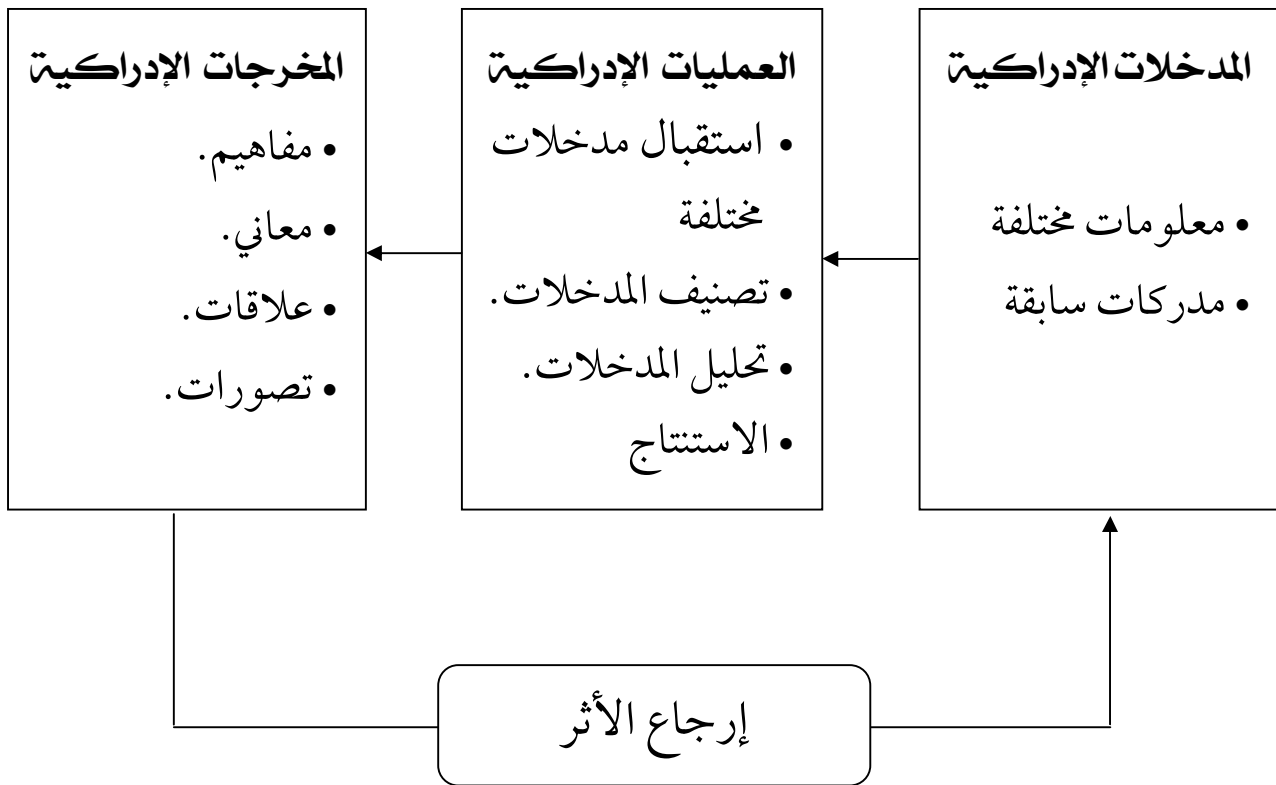 المدخلات الإدراكية
• معلومات مختلفة
• مدركات سابقة
العمليات الإدراكية
• استقبال مدخلات
مختلفة
• تصنيف المدخلات.
• تحليل المدخلات.
• الاستنتاج
المخرجات الإدراكية
• مفاهيم.
• معاني.
• علاقات.
• تصورات.
إرجاع الأثر